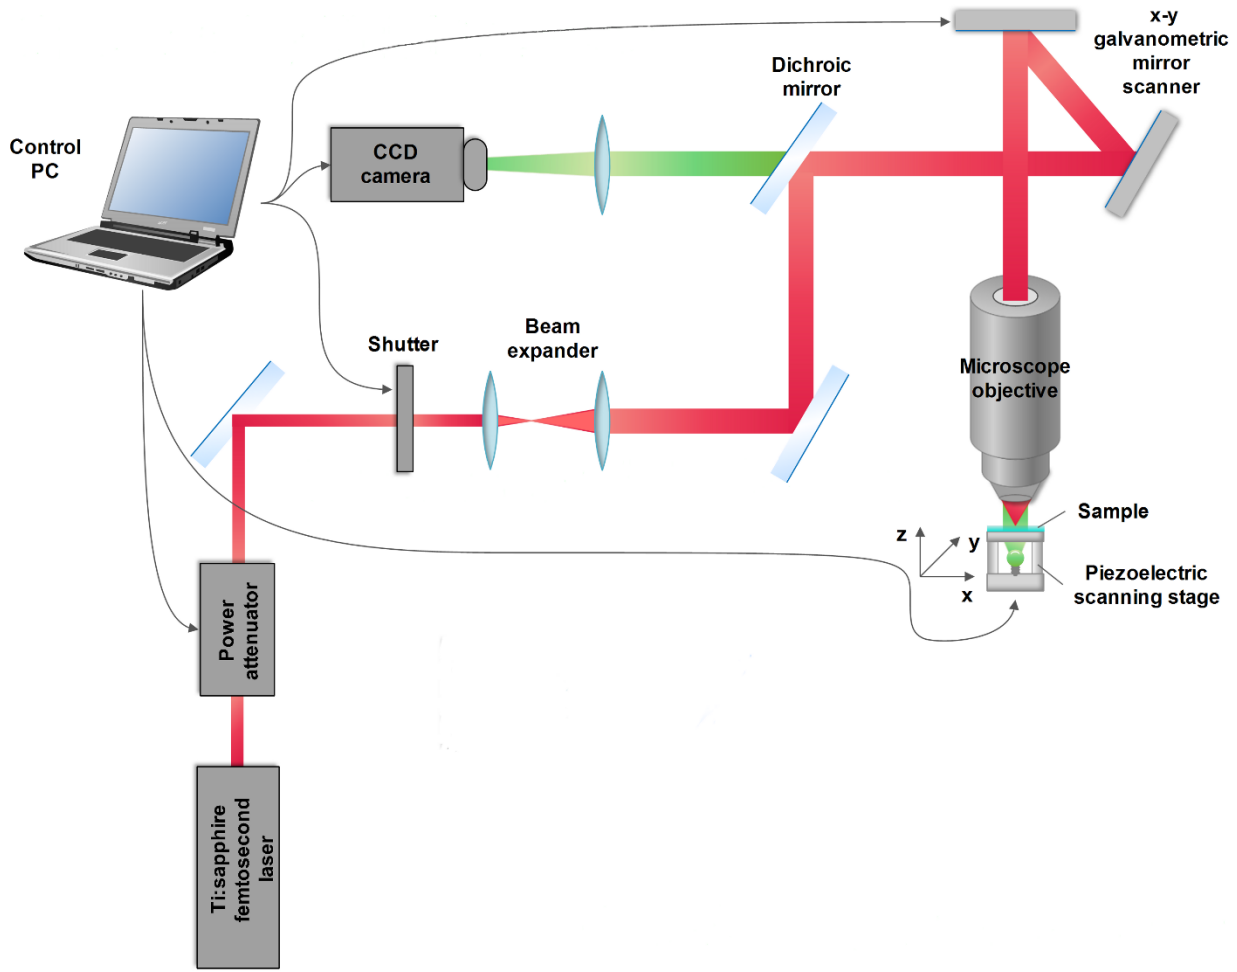 x-y
galvanometric
mirror
scanner
Dichroic
mirror
Control
PC
CCD
camera
Shutter
Beam
expander
Microscope
objective
Sample
z
y
x
Piezoelectric
scanning stage
Power
attenuator
Ti:sapphire
femtosecond
laser